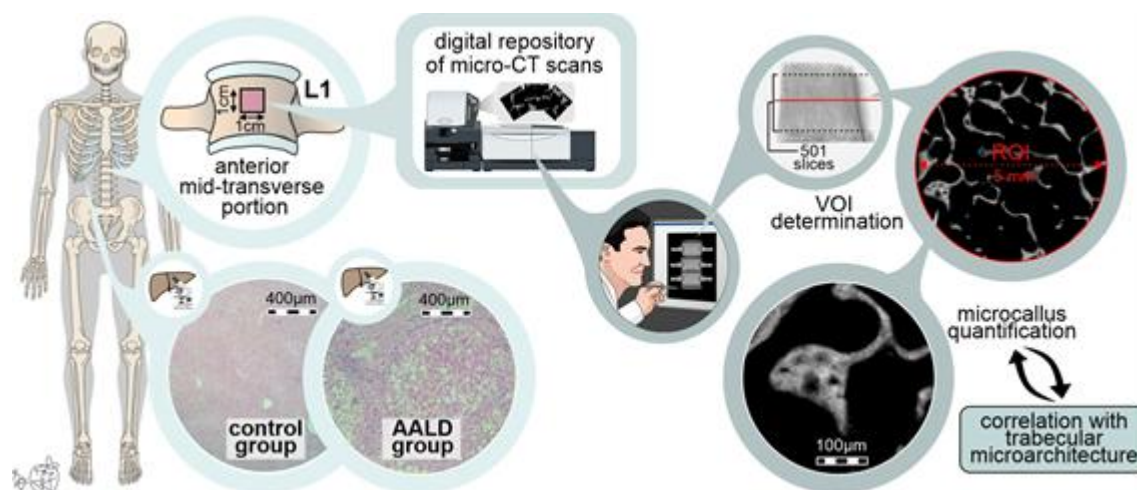 L1
1cm
1cm
anterior
mid-transverse
portion
digital repository
of micro-CT scans
501
slices
VOI
determination
ROI
5 mm
400µm
control
group
400µm
AALD
group
100µm
microcallus
quantification
correlation with
trabecular
microarchitecture